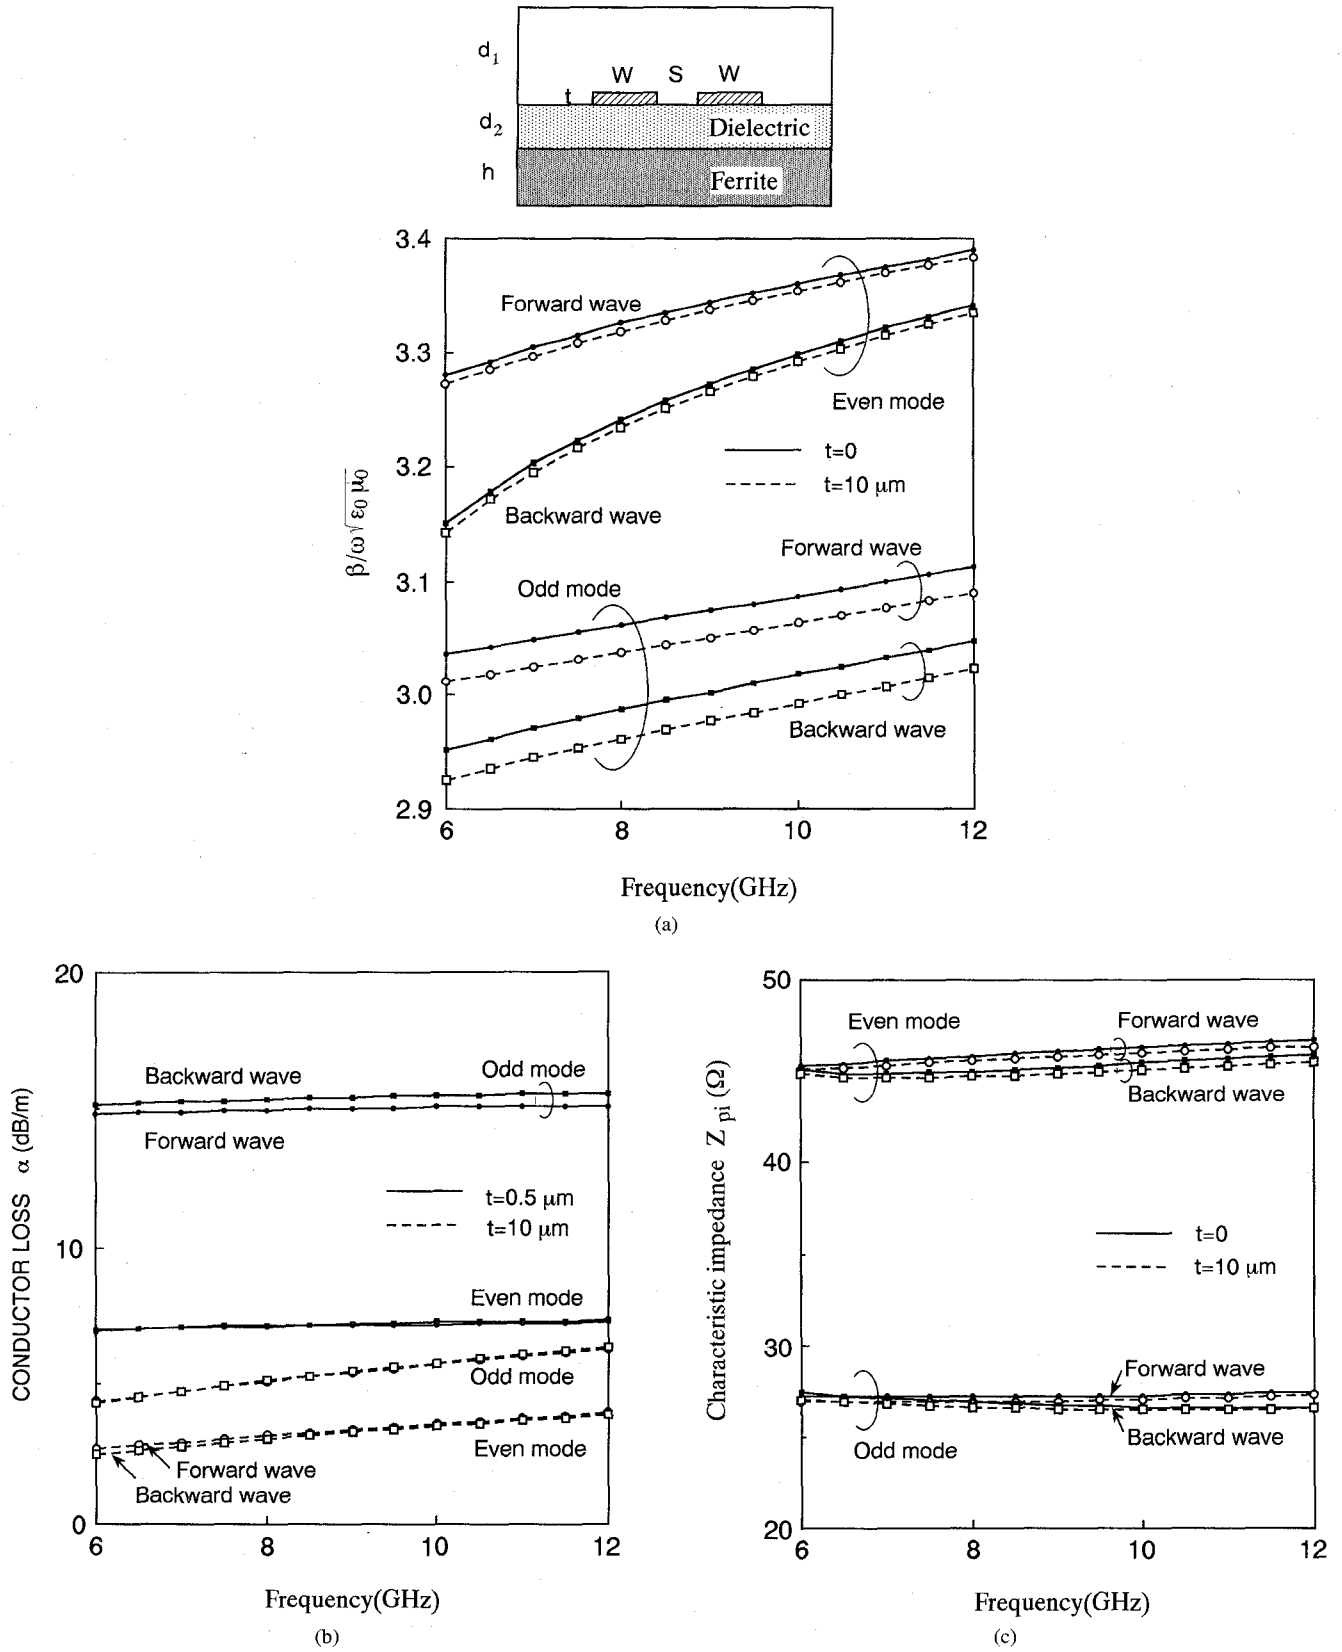 d1
W S W
t
d2
Dielectric
h
Ferrite
3.4
Forward wave
3.3
Even mode
t=0
3.2
t=10 μm
β/ω√ε0 μ0
Backward wave
Forward wave
3.1
Odd mode
3.0
Backward wave
2.9
6 8 10 12
Frequency(GHz)
(a)
20
Backward wave
Odd mode
Forward wave
CONDUCTOR LOSS α (dB/m)
t=0.5 μm
t=10 μm
10
Even mode
Odd mode
Even mode
Forward wave
Backward wave
0
6 8 10 12
Frequency(GHz)
(b)
50
Even mode
Forward wave
Backward wave
Characteristic impedance Z pi (Ω)
40
t=0
t=10 μm
30
Forward wave
Odd mode
Backward wave
20
6 8 10 12
Frequency(GHz)
(c)